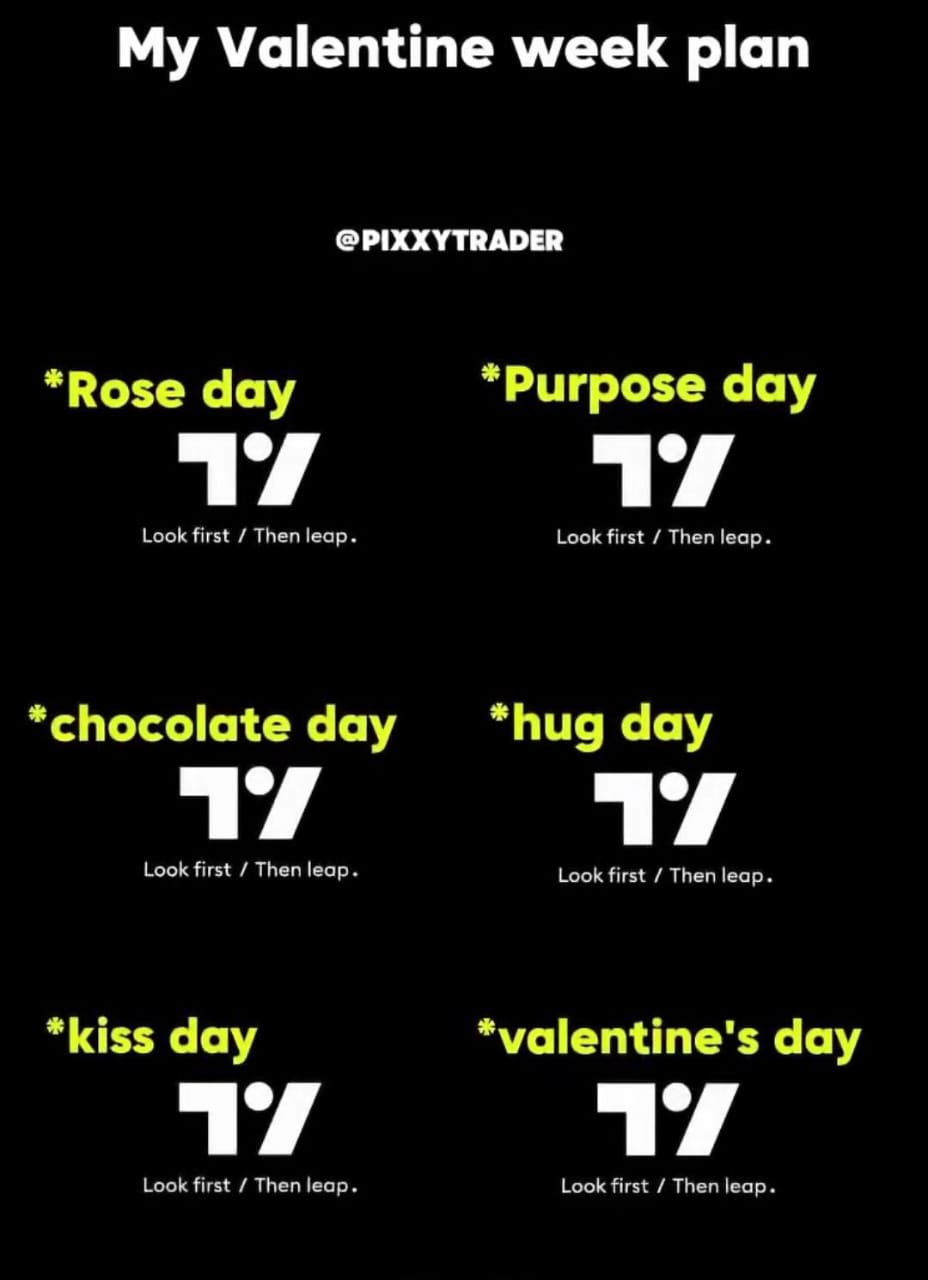 My Valentine week plan
@PIXXYTRADER
*Rose day
Look first / Then leap.
*Purpose day
Look first / Then leap.
*chocolate day
Look first / Then leap.
*hug day
Look first / Then leap.
*kiss day
Look first / Then leap.
*valentine's day
Look first / Then leap.